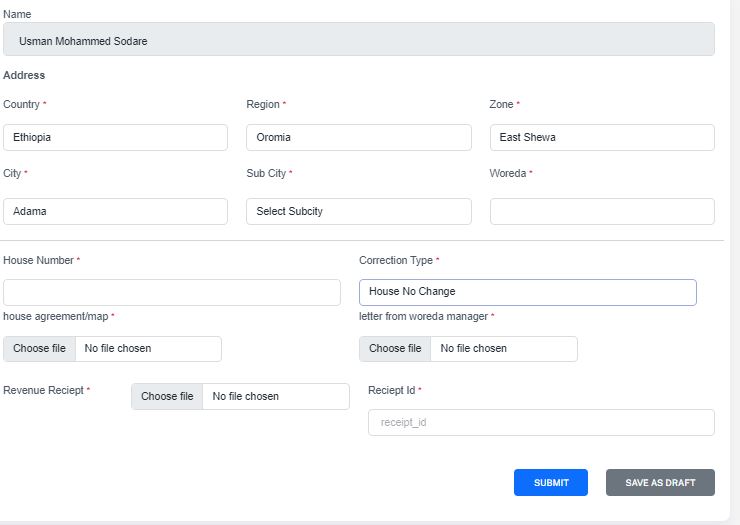 Name
Usman Mohammed Sodare
Address
Country * Region * Zone *
Ethiopia Oromia East Shewa
City * Sub City * Woreda *
Adama Select Subcity
House Number * Correction Type *
House No Change
house agreement/map * letter from woreda manager *
Choose file No file chosen Choose file No file chosen
Revenue Reciept * Choose file No file chosen Reciept Id *
receipt_id
SUBMIT SAVE AS DRAFT